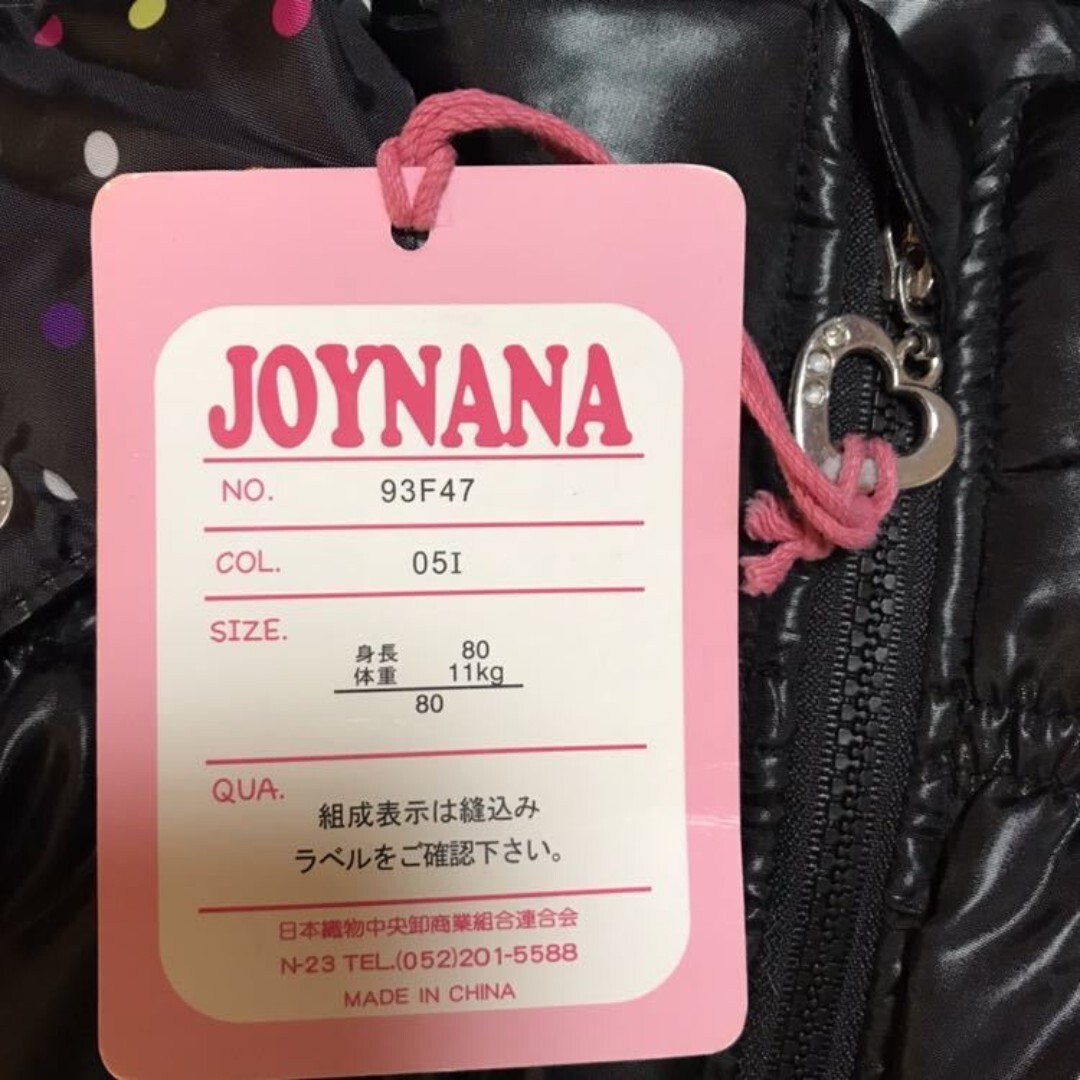 JOYNANA
NO. 93F47
COL. 05I
SIZE.
身長 80
体重 11kg
80
QUA.
組成表示は縫込み
ラベルをご確認下さい。
日本織物中央卸商業組合連合会
N-23 TEL.(052)201-5588
MADE IN CHINA